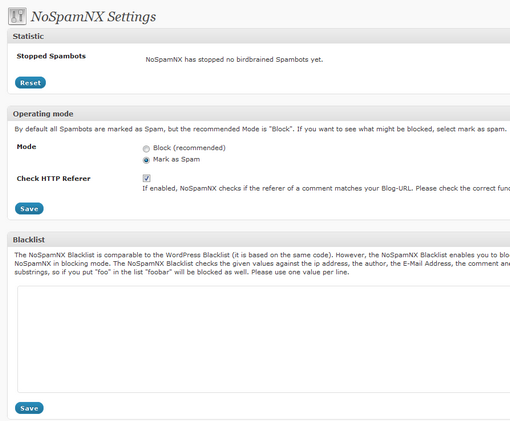 NoSpamNX Settings
Statistic
Stopped Spambots
NoSpamNX has stopped no birdbrained Spambots yet.
Reset
Operating mode
By default all Spambots are marked as Spam, but the recommended Mode is "Block". If you want to see what might be blocked, select mark as spam.
Mode
Block (recommended)
Mark as Spam
Check HTTP Referer
If enabled, NoSpamNX checks if the referer of a comment matches your Blog-URL. Please check the correct func
Save
Blacklist
The NoSpamNX Blacklist is comparable to the WordPress Blacklist (it is based on the same code). However, the NoSpamNX Blacklist enables you to blo
NoSpamNX in blocking mode. The NoSpamNX Blacklist checks the given values against the ip address, the author, the E-Mail Address, the comment and
substrings, so if you put "foo" in the list "foobar" will be blocked as well. Please use one value per line.
Save